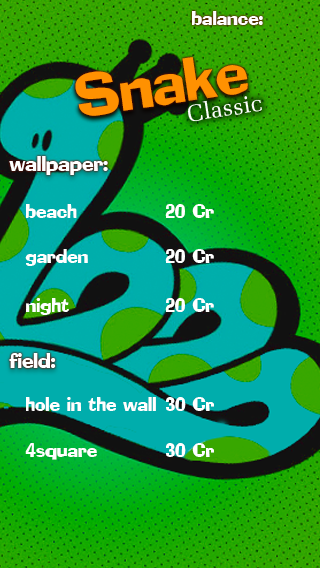 balance:
Snake
Classic
wallpaper:
beach 20 Cr
garden 20 Cr
night 20 Cr
field:
hole in the wall 30 Cr
4square 30 Cr